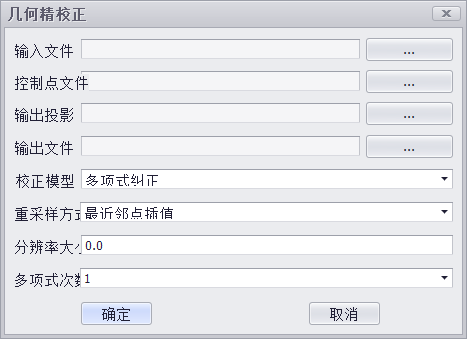 几何精校正
输入文件 ...
控制点文件 ...
输出投影 ...
输出文件 ...
校正模型 多项式纠正
重采样方式 最近邻点插值
分辨率大小 0.0
多项式次数 1
确定 取消